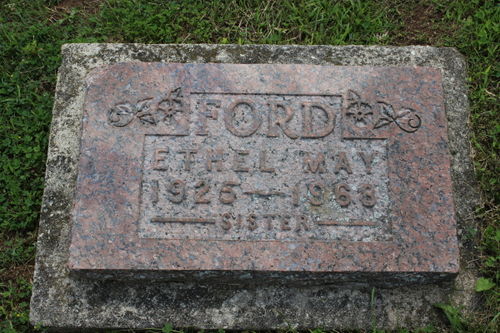 FORD
ETHEL MAY
1925 — 1968
SISTER